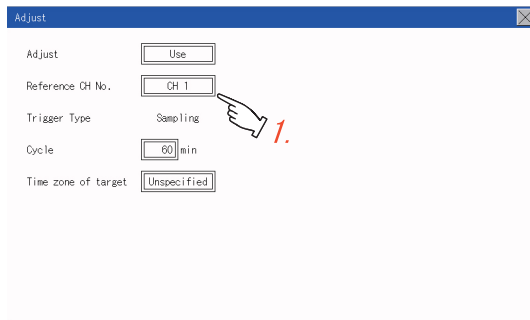 Adjust
Adjust Use
Reference CH No. CH 1
Trigger Type Sampling
1.
Cycle 60 min
Time zone of target Unspecified